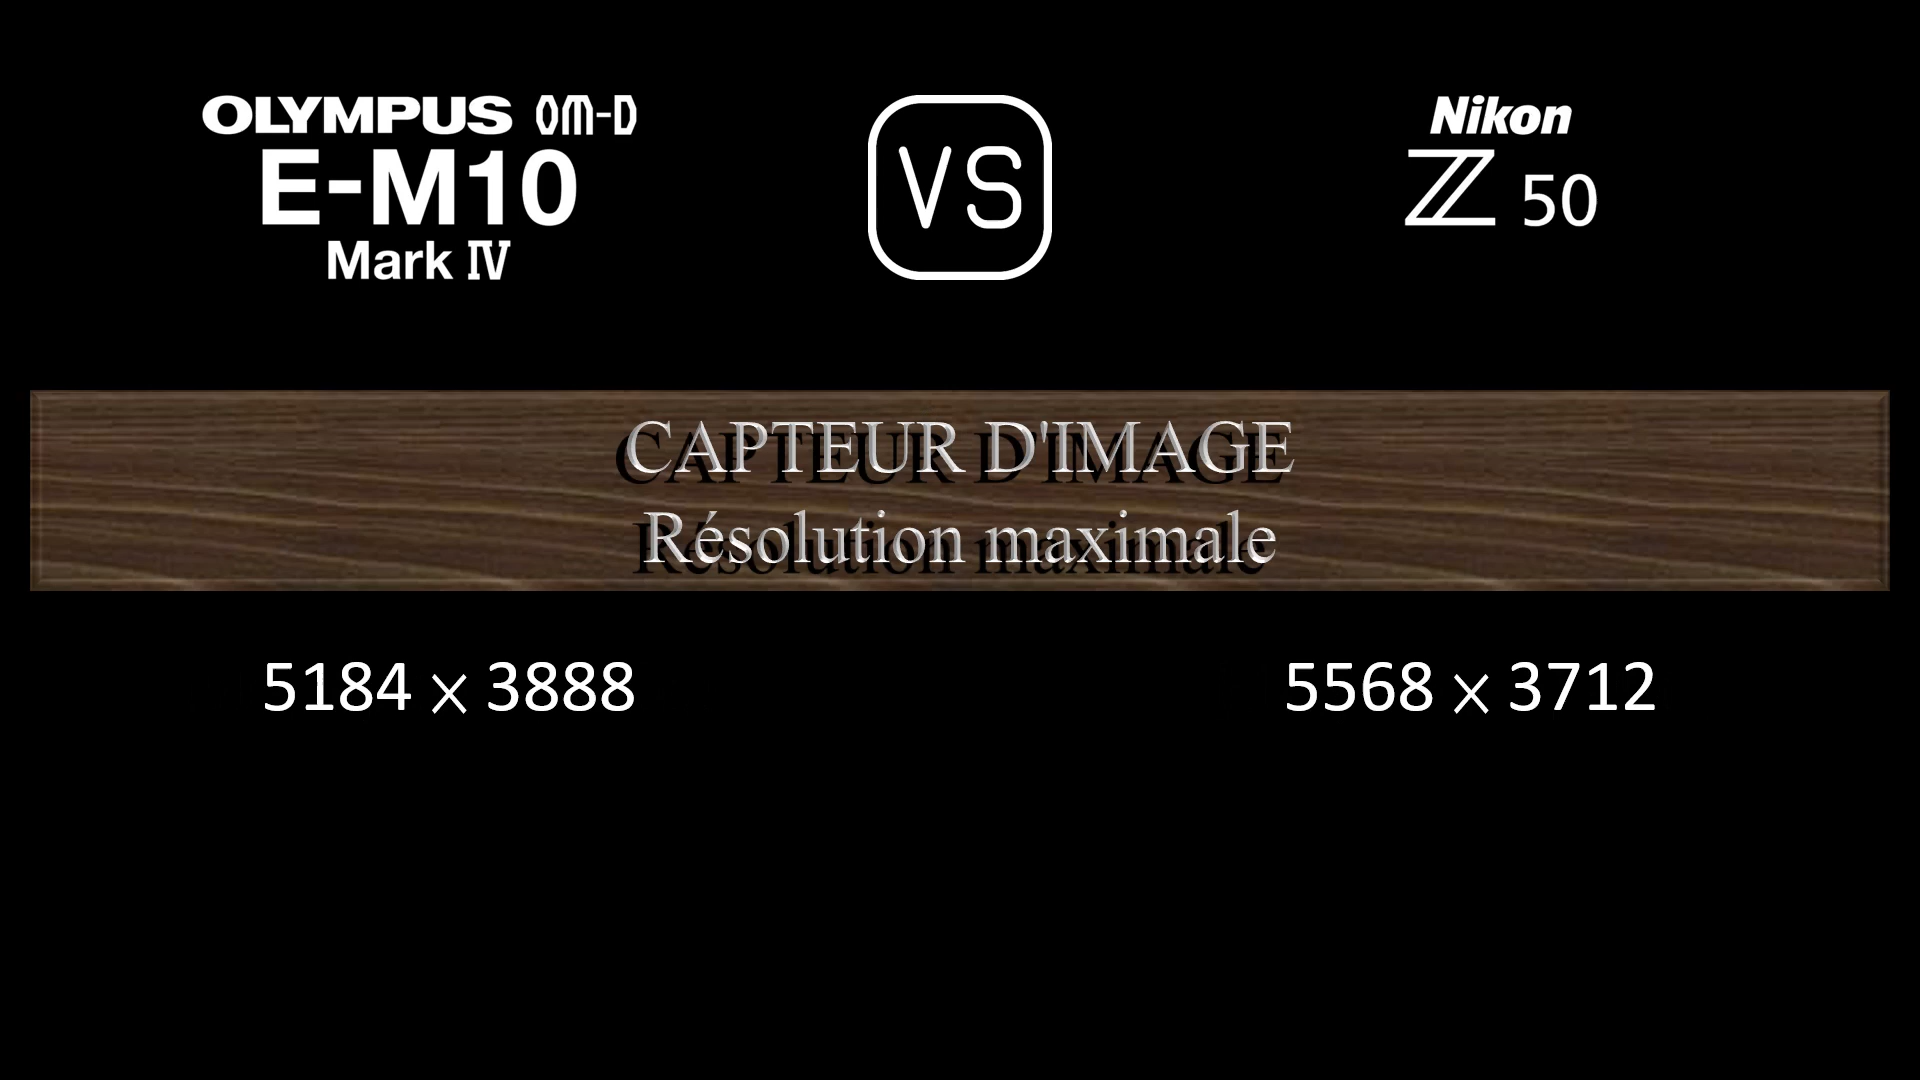 OLYMPUS OM-D
E-M10
Mark IV
VS
Nikon
Z 50
CAPTEUR D'IMAGE
Résolution maximale
5184 x 3888
5568 x 3712